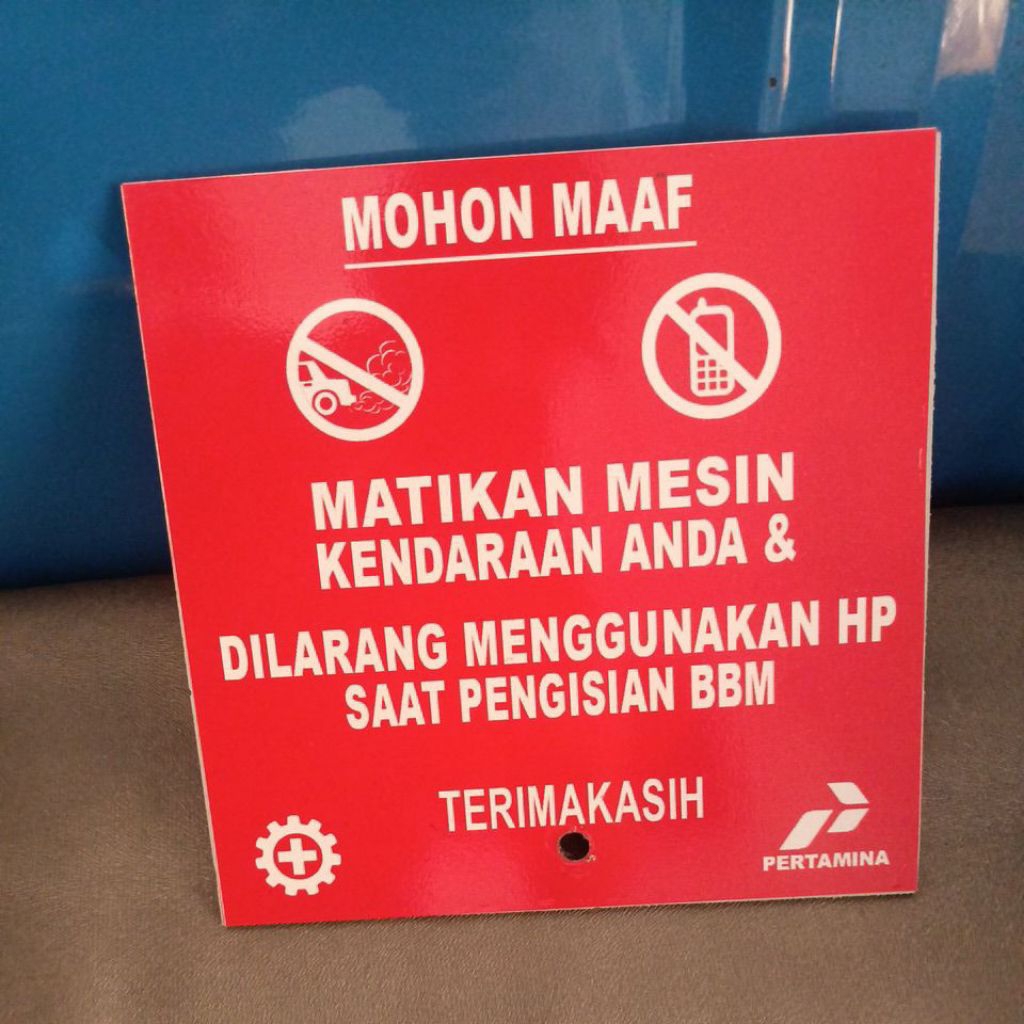 MOHON MAAF
MATIKAN MESIN
KENDARAAN ANDA &
DILARANG MENGGUNAKAN HP
SAAT PENGISIAN BBM
TERIMAKASIH
PERTAMINA